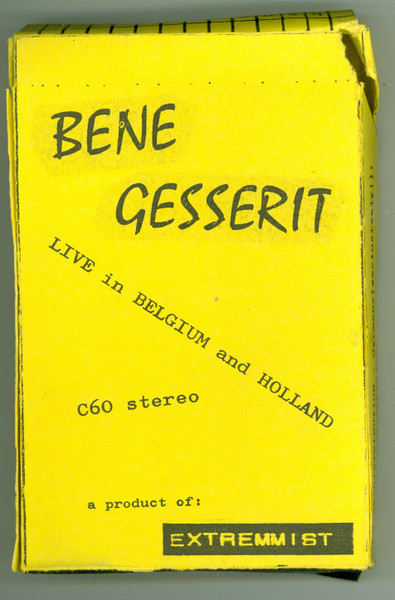 BENE
GESSERIT
LIVE in BELGIUM and HOLLAND
C60 stereo
a product of:
EXTREMMIST